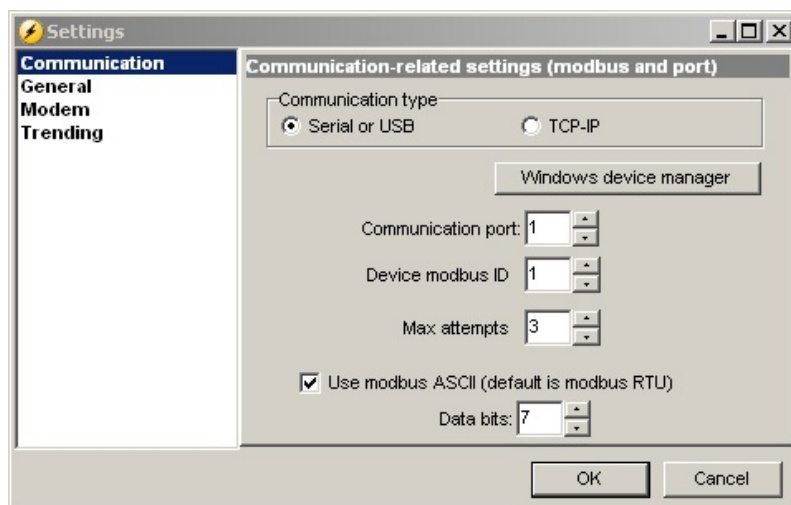 Settings
Communication
General
Modem
Trending
Communication-related settings (modbus and port)
Communication type
Serial or USB TCP-IP
Windows device manager
Communication port: 1
Device modbus ID 1
Max attempts 3
Use modbus ASCII (default is modbus RTU)
Data bits: 7
OK Cancel